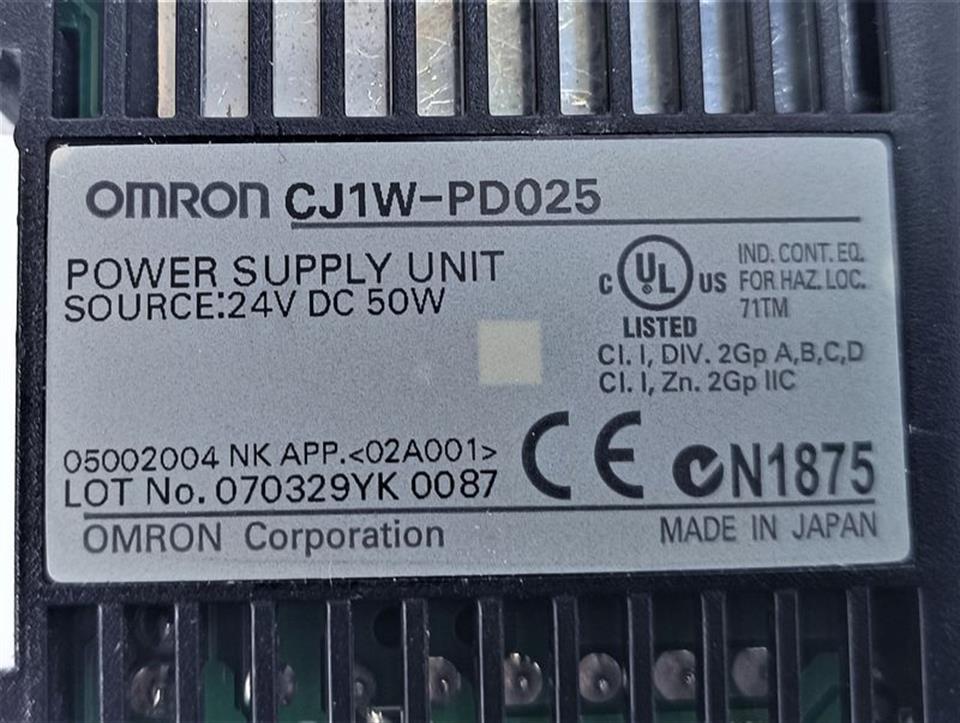 OMRON CJ1W-PD025
POWER SUPPLY UNIT
SOURCE:24V DC 50W
C UL US
LISTED
IND. CONT. EQ.
FOR HAZ. LOC.
71TM
Cl. I, DIV. 2Gp A,B,C,D
Cl. I, Zn. 2Gp IIC
05002004 NK APP.<02A001>
LOT No. 070329YK 0087
CE
N1875
OMRON Corporation
MADE IN JAPAN